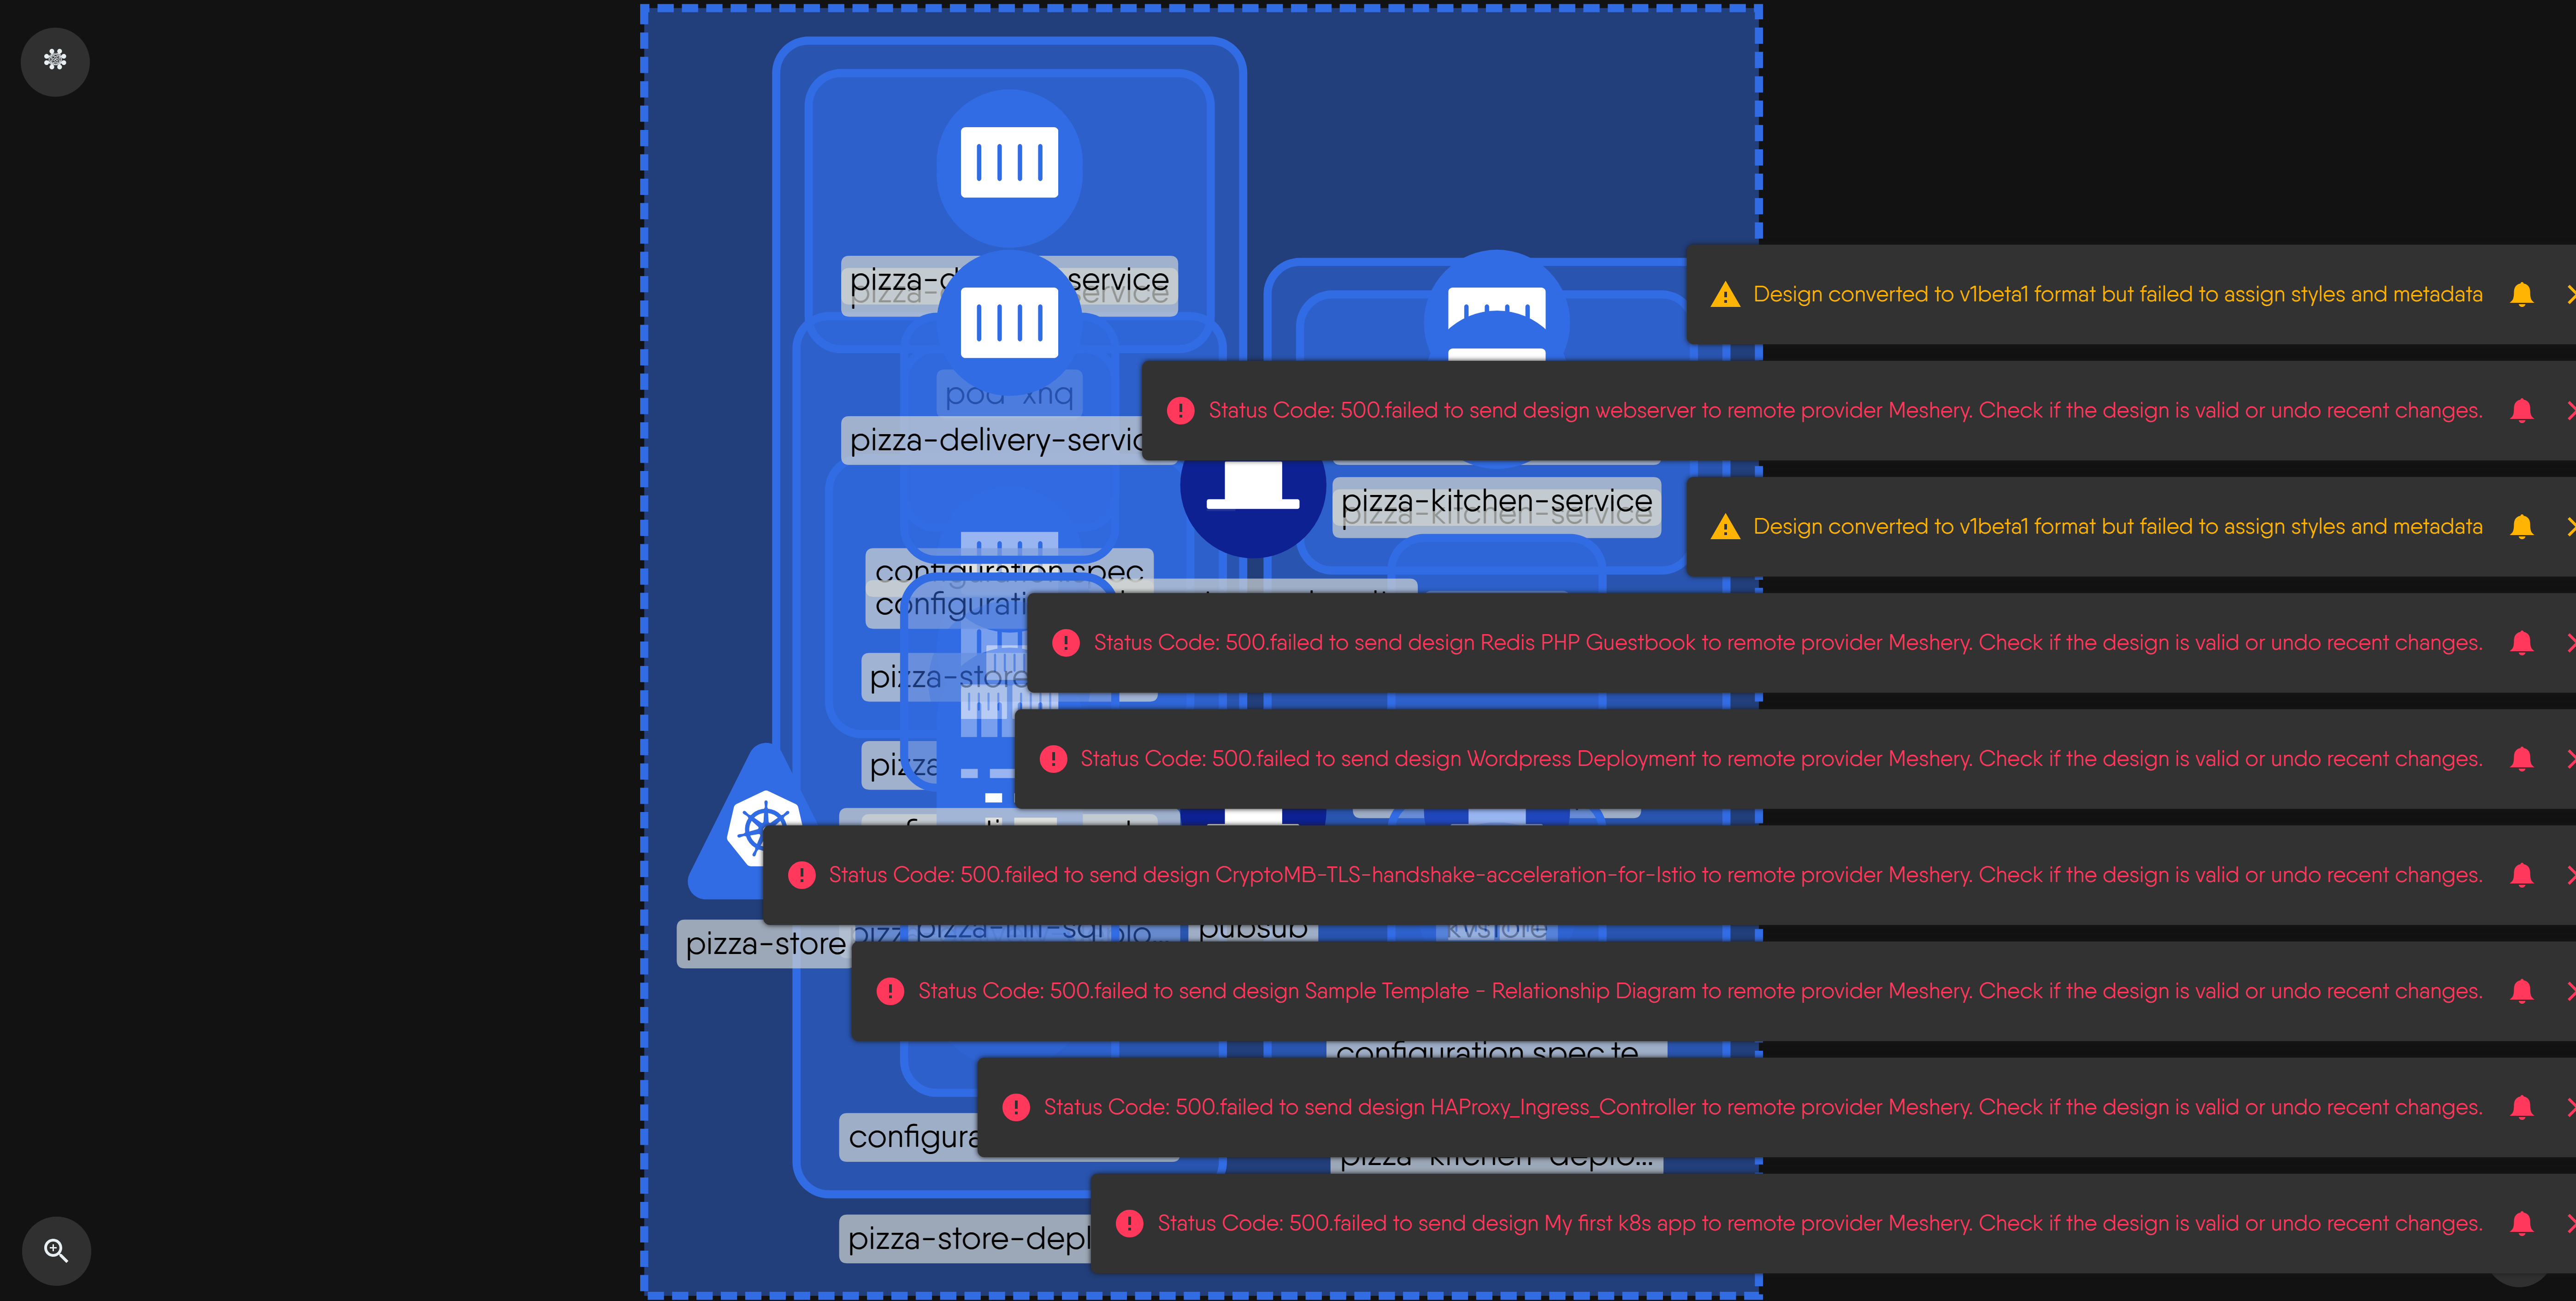 service
pizza-delivery-servic
configuration spec
pizza-kitchen-service
pizza-kitchen-service
pizza-store
pizza-store
pubsub
kvstore
configuration spec te...
pizza-kitchen-deplo...
pizza-store-depl
Design converted to v1beta1 format but failed to assign styles and metadata
Status Code: 500.failed to send design webserver to remote provider Meshery. Check if the design is valid or undo recent changes.
Design converted to v1beta1 format but failed to assign styles and metadata
Status Code: 500.failed to send design Redis PHP Guestbook to remote provider Meshery. Check if the design is valid or undo recent changes.
Status Code: 500.failed to send design Wordpress Deployment to remote provider Meshery. Check if the design is valid or undo recent changes.
Status Code: 500.failed to send design CryptoMB-TLS-handshake-acceleration-for-Istio to remote provider Meshery. Check if the design is valid or undo recent changes.
Status Code: 500.failed to send design Sample Template - Relationship Diagram to remote provider Meshery. Check if the design is valid or undo recent changes.
Status Code: 500.failed to send design HAProxy_Ingress_Controller to remote provider Meshery. Check if the design is valid or undo recent changes.
Status Code: 500.failed to send design My first k8s app to remote provider Meshery. Check if the design is valid or undo recent changes.